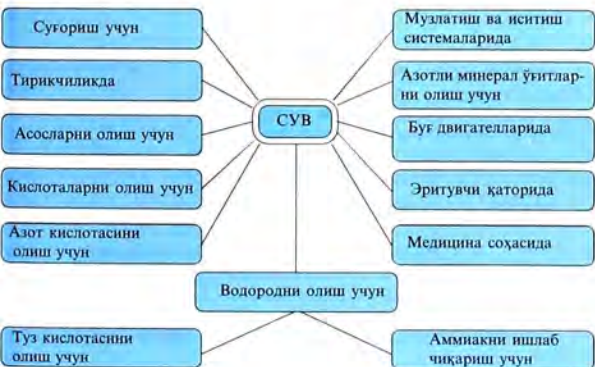 Суғориш учун
Тирикчиликда
Асосларни олиш учун
Кислоталарни олиш учун
Азот кислотасини
олиш учун
СУВ
Музлатиш ва иситиш
системаларида
Азотли минерал ўғитлар-
ни олиш учун
Буғ двигателларида
Эритувчи қаторида
Медицина соҳасида
Водородни олиш учун
Туз кислотасини
олиш учун
Аммиакни ишлаб
чиқариш учун